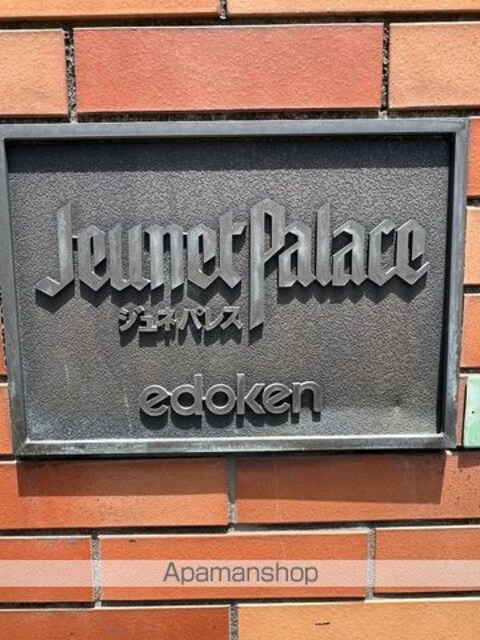 Jeunet Palace
ジュネパレス
edoken
Apamanshop